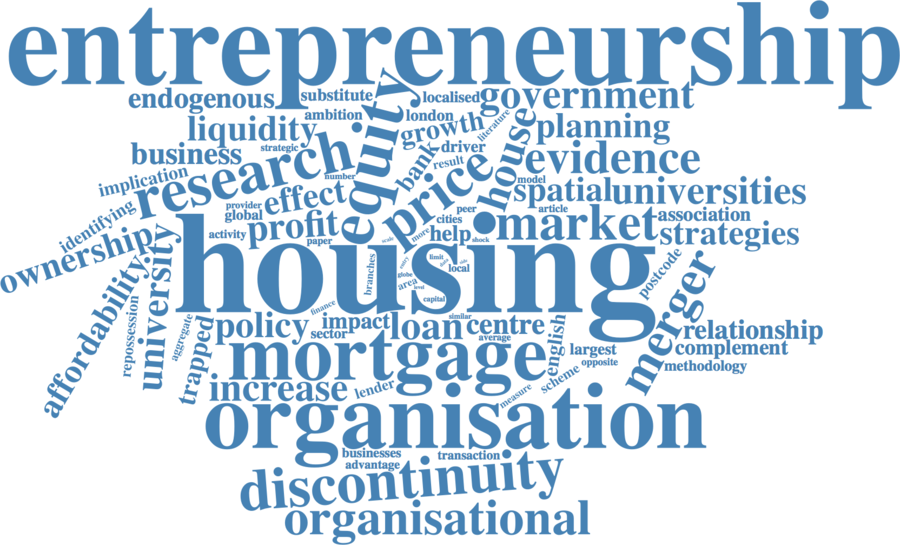 entrepreneurship
endogenous
substitute
localised
government
ambition
london
liquidity
growth
literature
planning
equity
house
strategic
driver
business
research
bank
result
price
evidence
number
model
implication
effect
spatial
universities
provider
global
peer
article
identifying
profit
cities
market
association
activity
paper
more
help
shock
strategies
ownership
scale
housing
limit
local
postcode
globe
area
level
branches
capital
affordability
university
repossession
aggregate
trapped
finance
merger
policy
sector
impact
loan
similar
centre
average
english
relationship
mortgage
largest
complement
opposite
methodology
scheme
increase
lender
measure
organisation
businesses
advantage
transaction
discontinuity
organisational